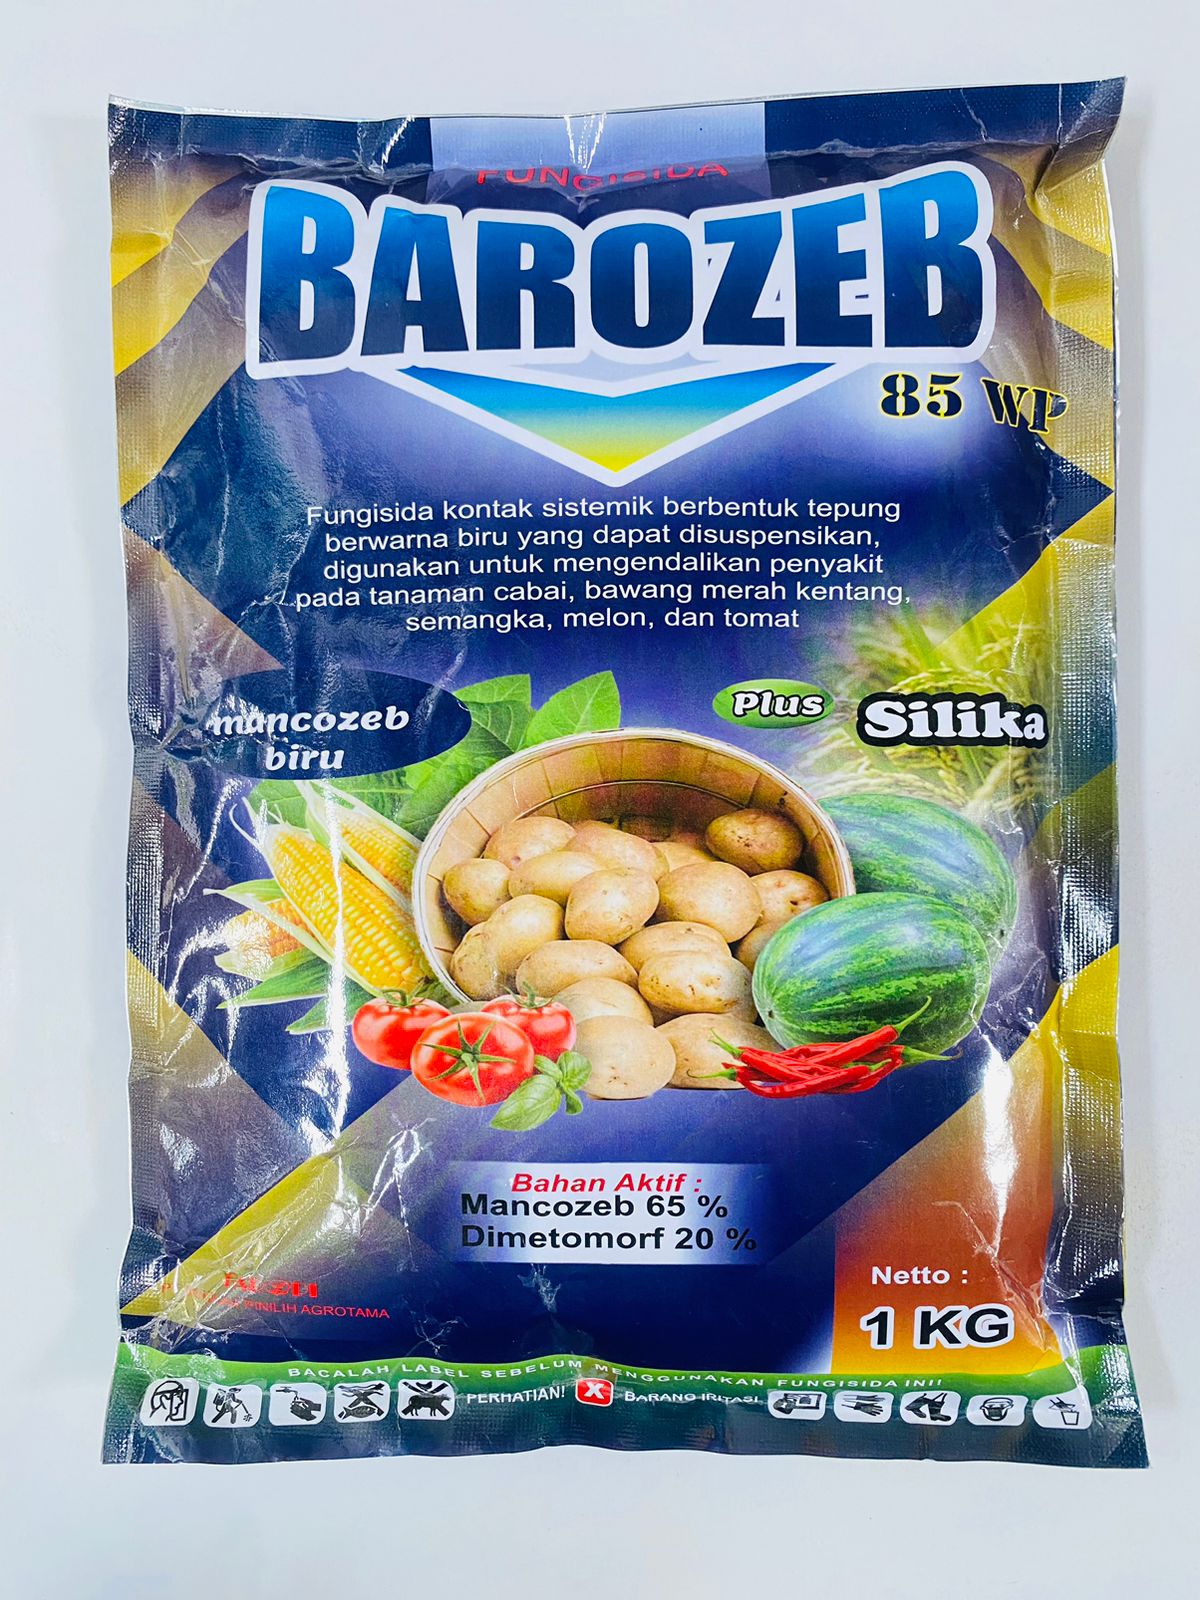 FUNGISIDA
BAROZEB
85 WP
Fungisida kontak sistemik berbentuk tepung
berwarna biru yang dapat disuspensikan,
digunakan untuk mengendalikan penyakit
pada tanaman cabai, bawang merah kentang,
semangka, melon, dan tomat
mancozeb
biru
Plus
Silika
Bahan Aktif :
Mancozeb 65 %
Dimetomorf 20 %
PINILIH AGROTAMA
Netto :
1 KG
BACALAH LABEL SEBELUM MENGGUNAKAN FUNGISIDA INI!
PERHATIAN! X BARANG IRITASI